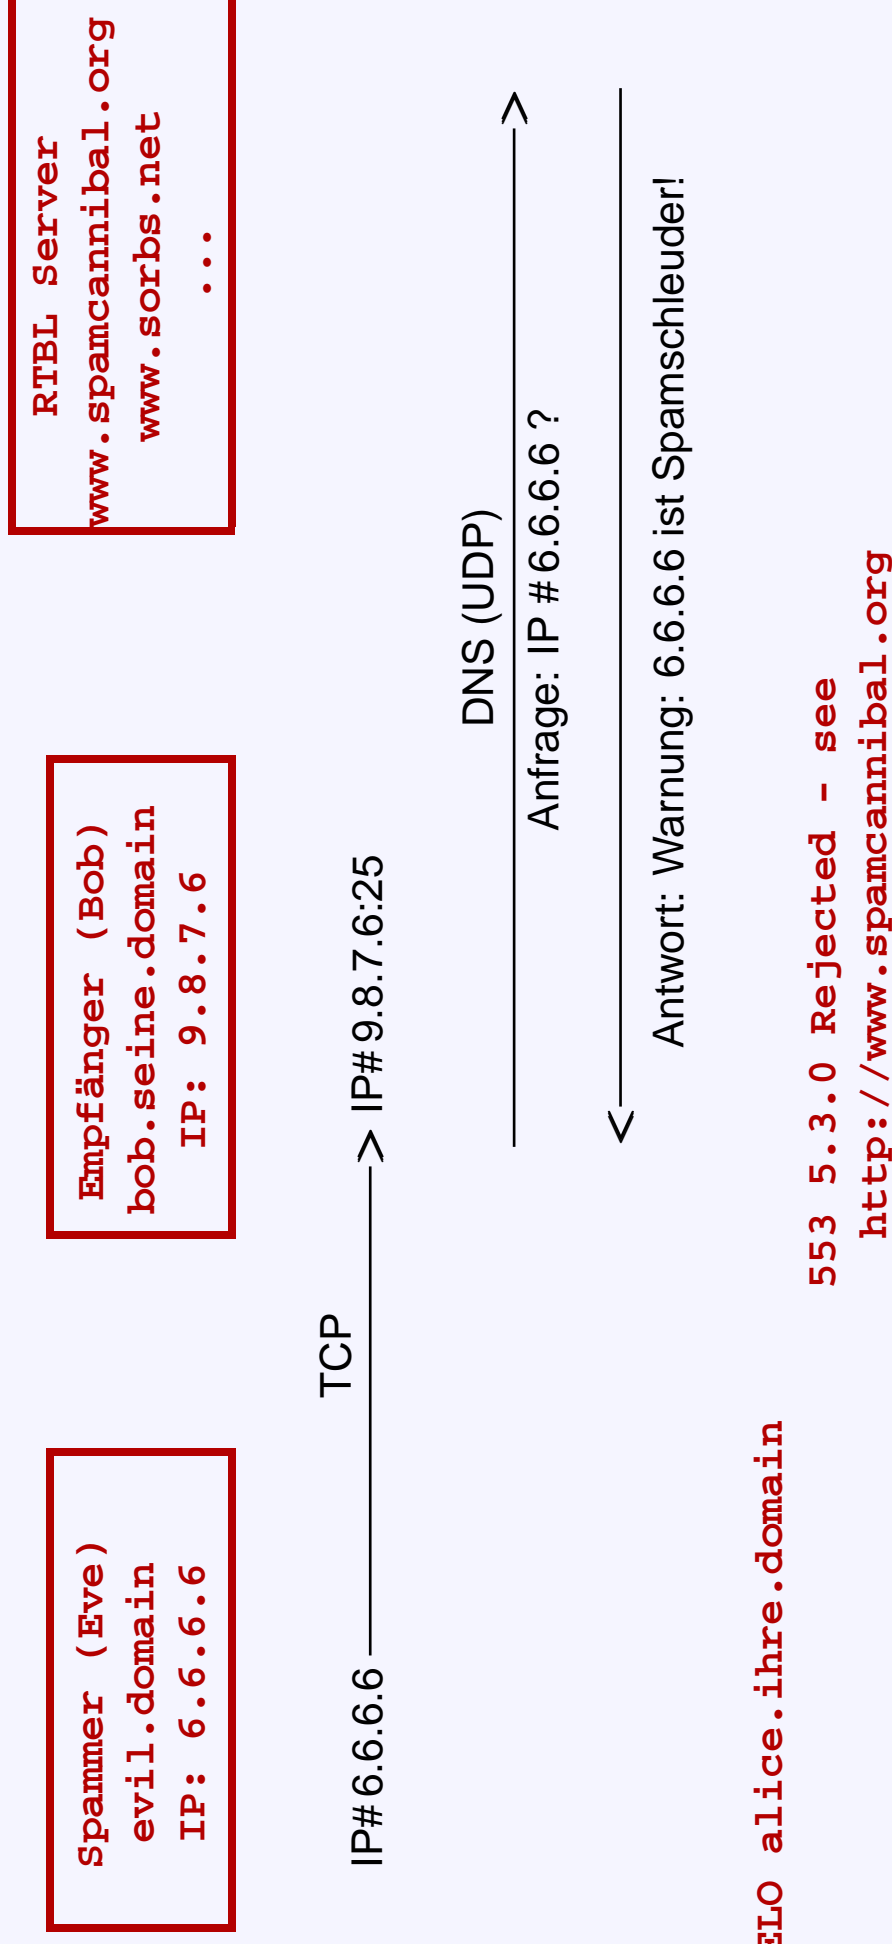 Spammer (Eve)
evil.domain
IP: 6.6.6.6
Empfänger (Bob)
bob.seine.domain
IP: 9.8.7.6
RTBL Server
www.spamcannibal.org
www.sorbs.net
...
TCP
IP# 6.6.6.6
IP# 9.8.7.6:25
DNS (UDP)
Anfrage: IP # 6.6.6.6 ?
Antwort: Warnung: 6.6.6.6 ist Spamschleuder!
ELO alice.ihre.domain
553 5.3.0 Rejected - see
http://www.spamcannibal.org